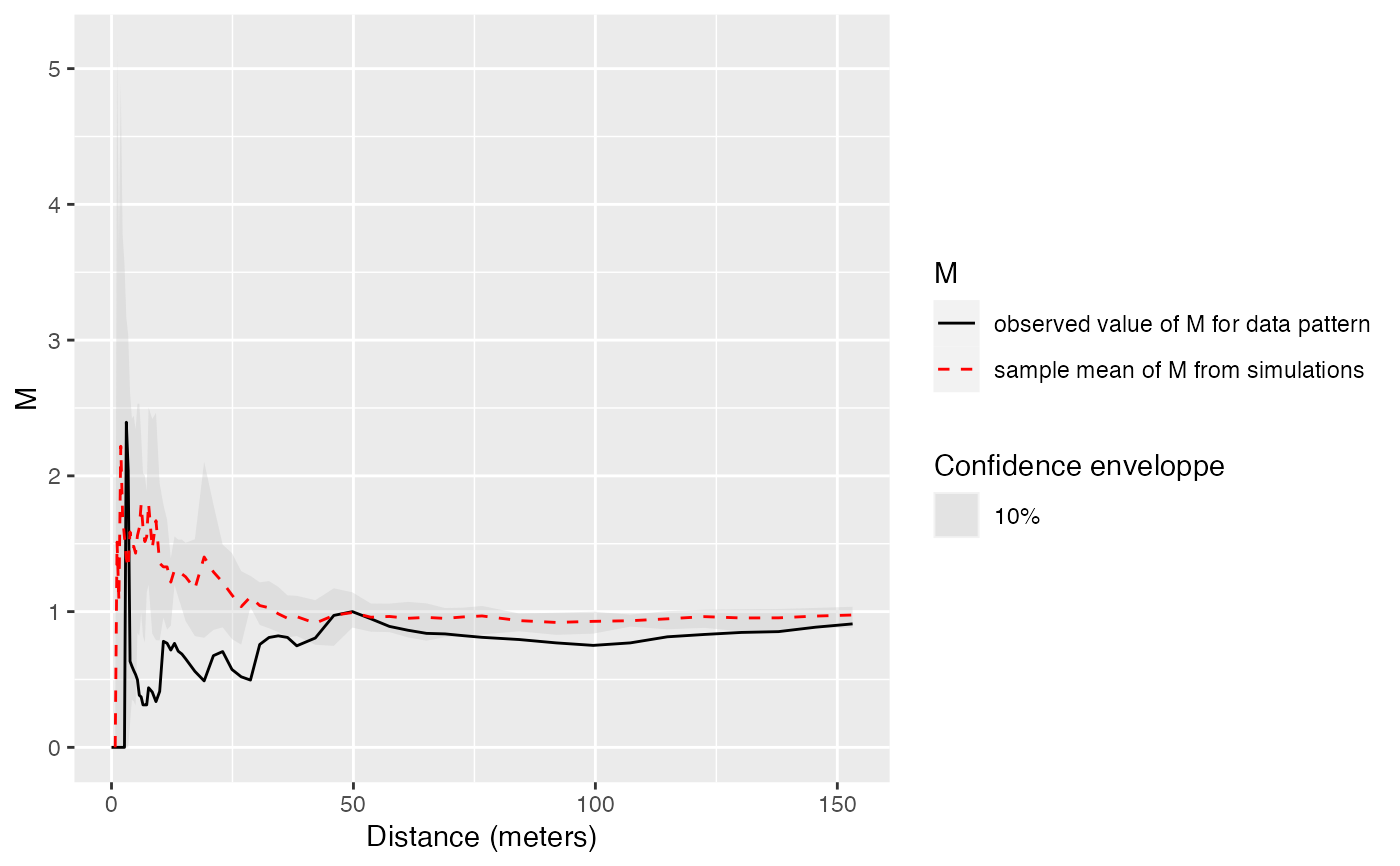 5
4
3
2
1
0
M
0
50
100
150
Distance (meters)
M
observed value of M for data pattern
sample mean of M from simulations
Confidence enveloppe
10%